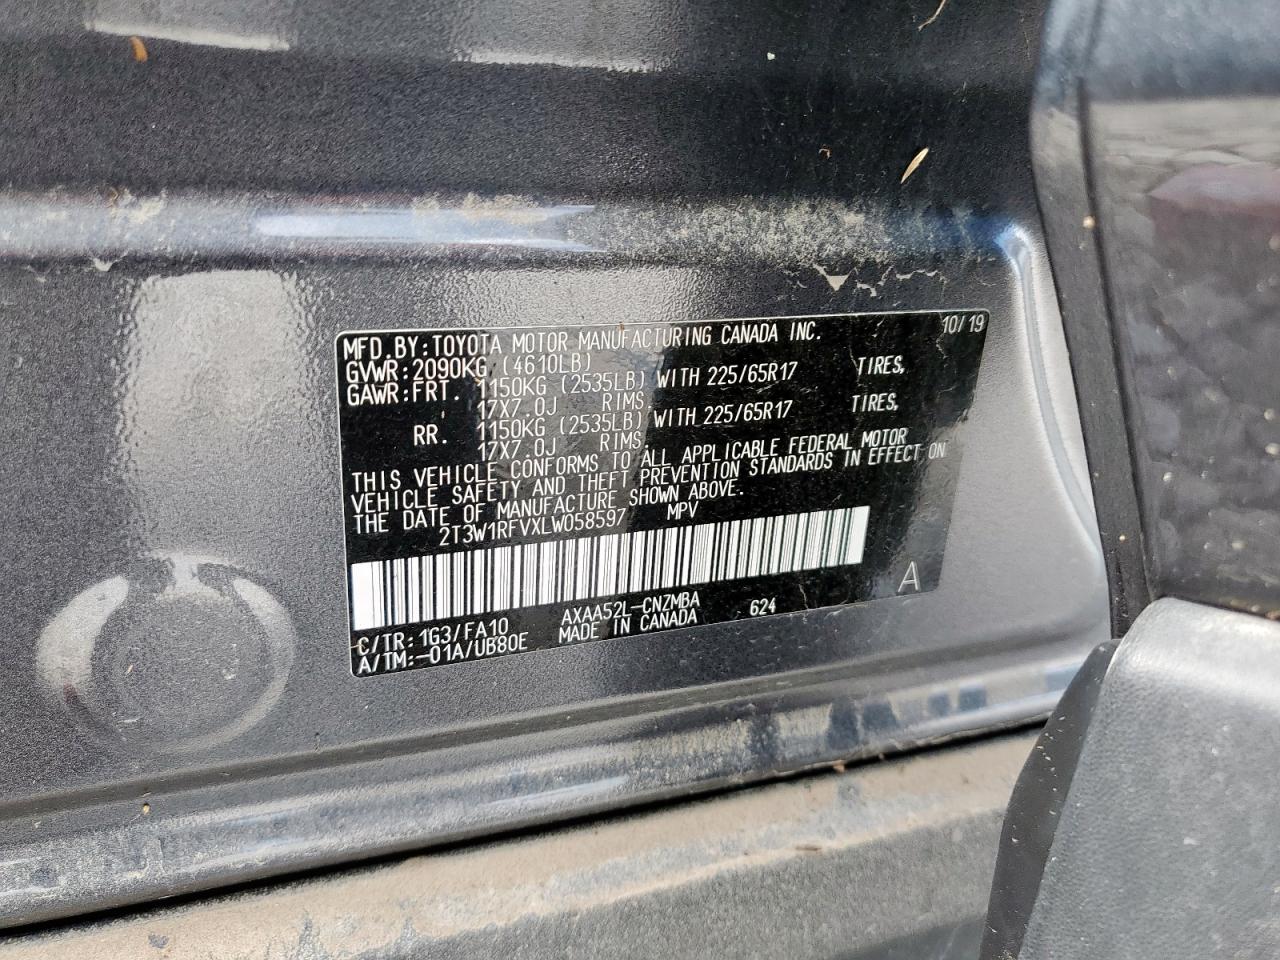 MFD.BY:TOYOTA MOTOR MANUFACTURING CANADA INC. 10/19
GVWR:2090KG (4610LB)
GAWR:FRT. 1150KG (2535LB) WITH 225/65R17 TIRES,
17X7.0J RIMS,
RR. 1150KG (2535LB) WITH 225/65R17 TIRES,
17X7.0J RIMS
THIS VEHICLE CONFORMS TO ALL APPLICABLE FEDERAL MOTOR
VEHICLE SAFETY AND THEFT PREVENTION STANDARDS IN EFFECT ON
THE DATE OF MANUFACTURE SHOWN ABOVE.
2T3W1RFVXLW058597 MPV
C/TR:1G3/FA10 AXAA52L-CNZMBA 624 A
A/TM:-01A/UB80E MADE IN CANADA